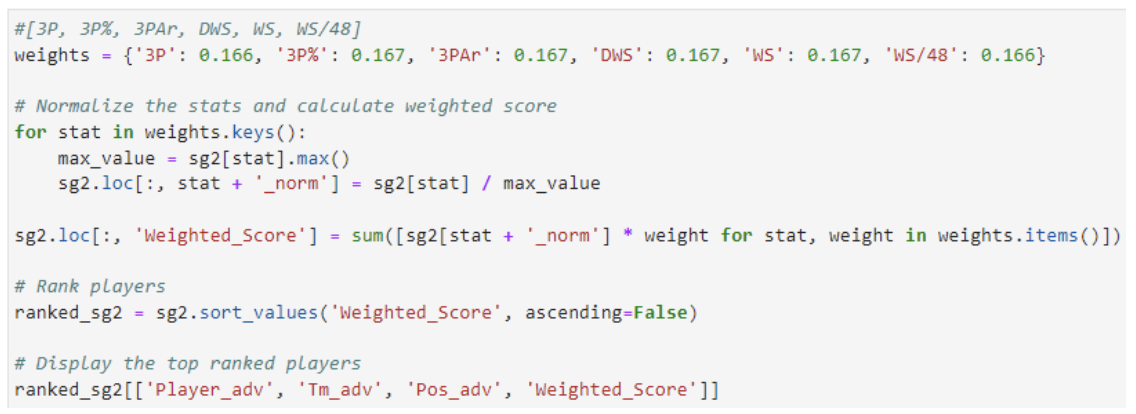 #[3P, 3P%, 3PAr, DWS, WS, WS/48]
weights = {'3P': 0.166, '3P%': 0.167, '3PAr': 0.167, 'DWS': 0.167, 'WS': 0.167, 'WS/48': 0.166}

# Normalize the stats and calculate weighted score
for stat in weights.keys():
    max_value = sg2[stat].max()
    sg2.loc[:, stat + '_norm'] = sg2[stat] / max_value

sg2.loc[:, 'Weighted_Score'] = sum([sg2[stat + '_norm'] * weight for stat, weight in weights.items()])

# Rank players
ranked_sg2 = sg2.sort_values('Weighted_Score', ascending=False)

# Display the top ranked players
ranked_sg2[['Player_adv', 'Tm_adv', 'Pos_adv', 'Weighted_Score']]